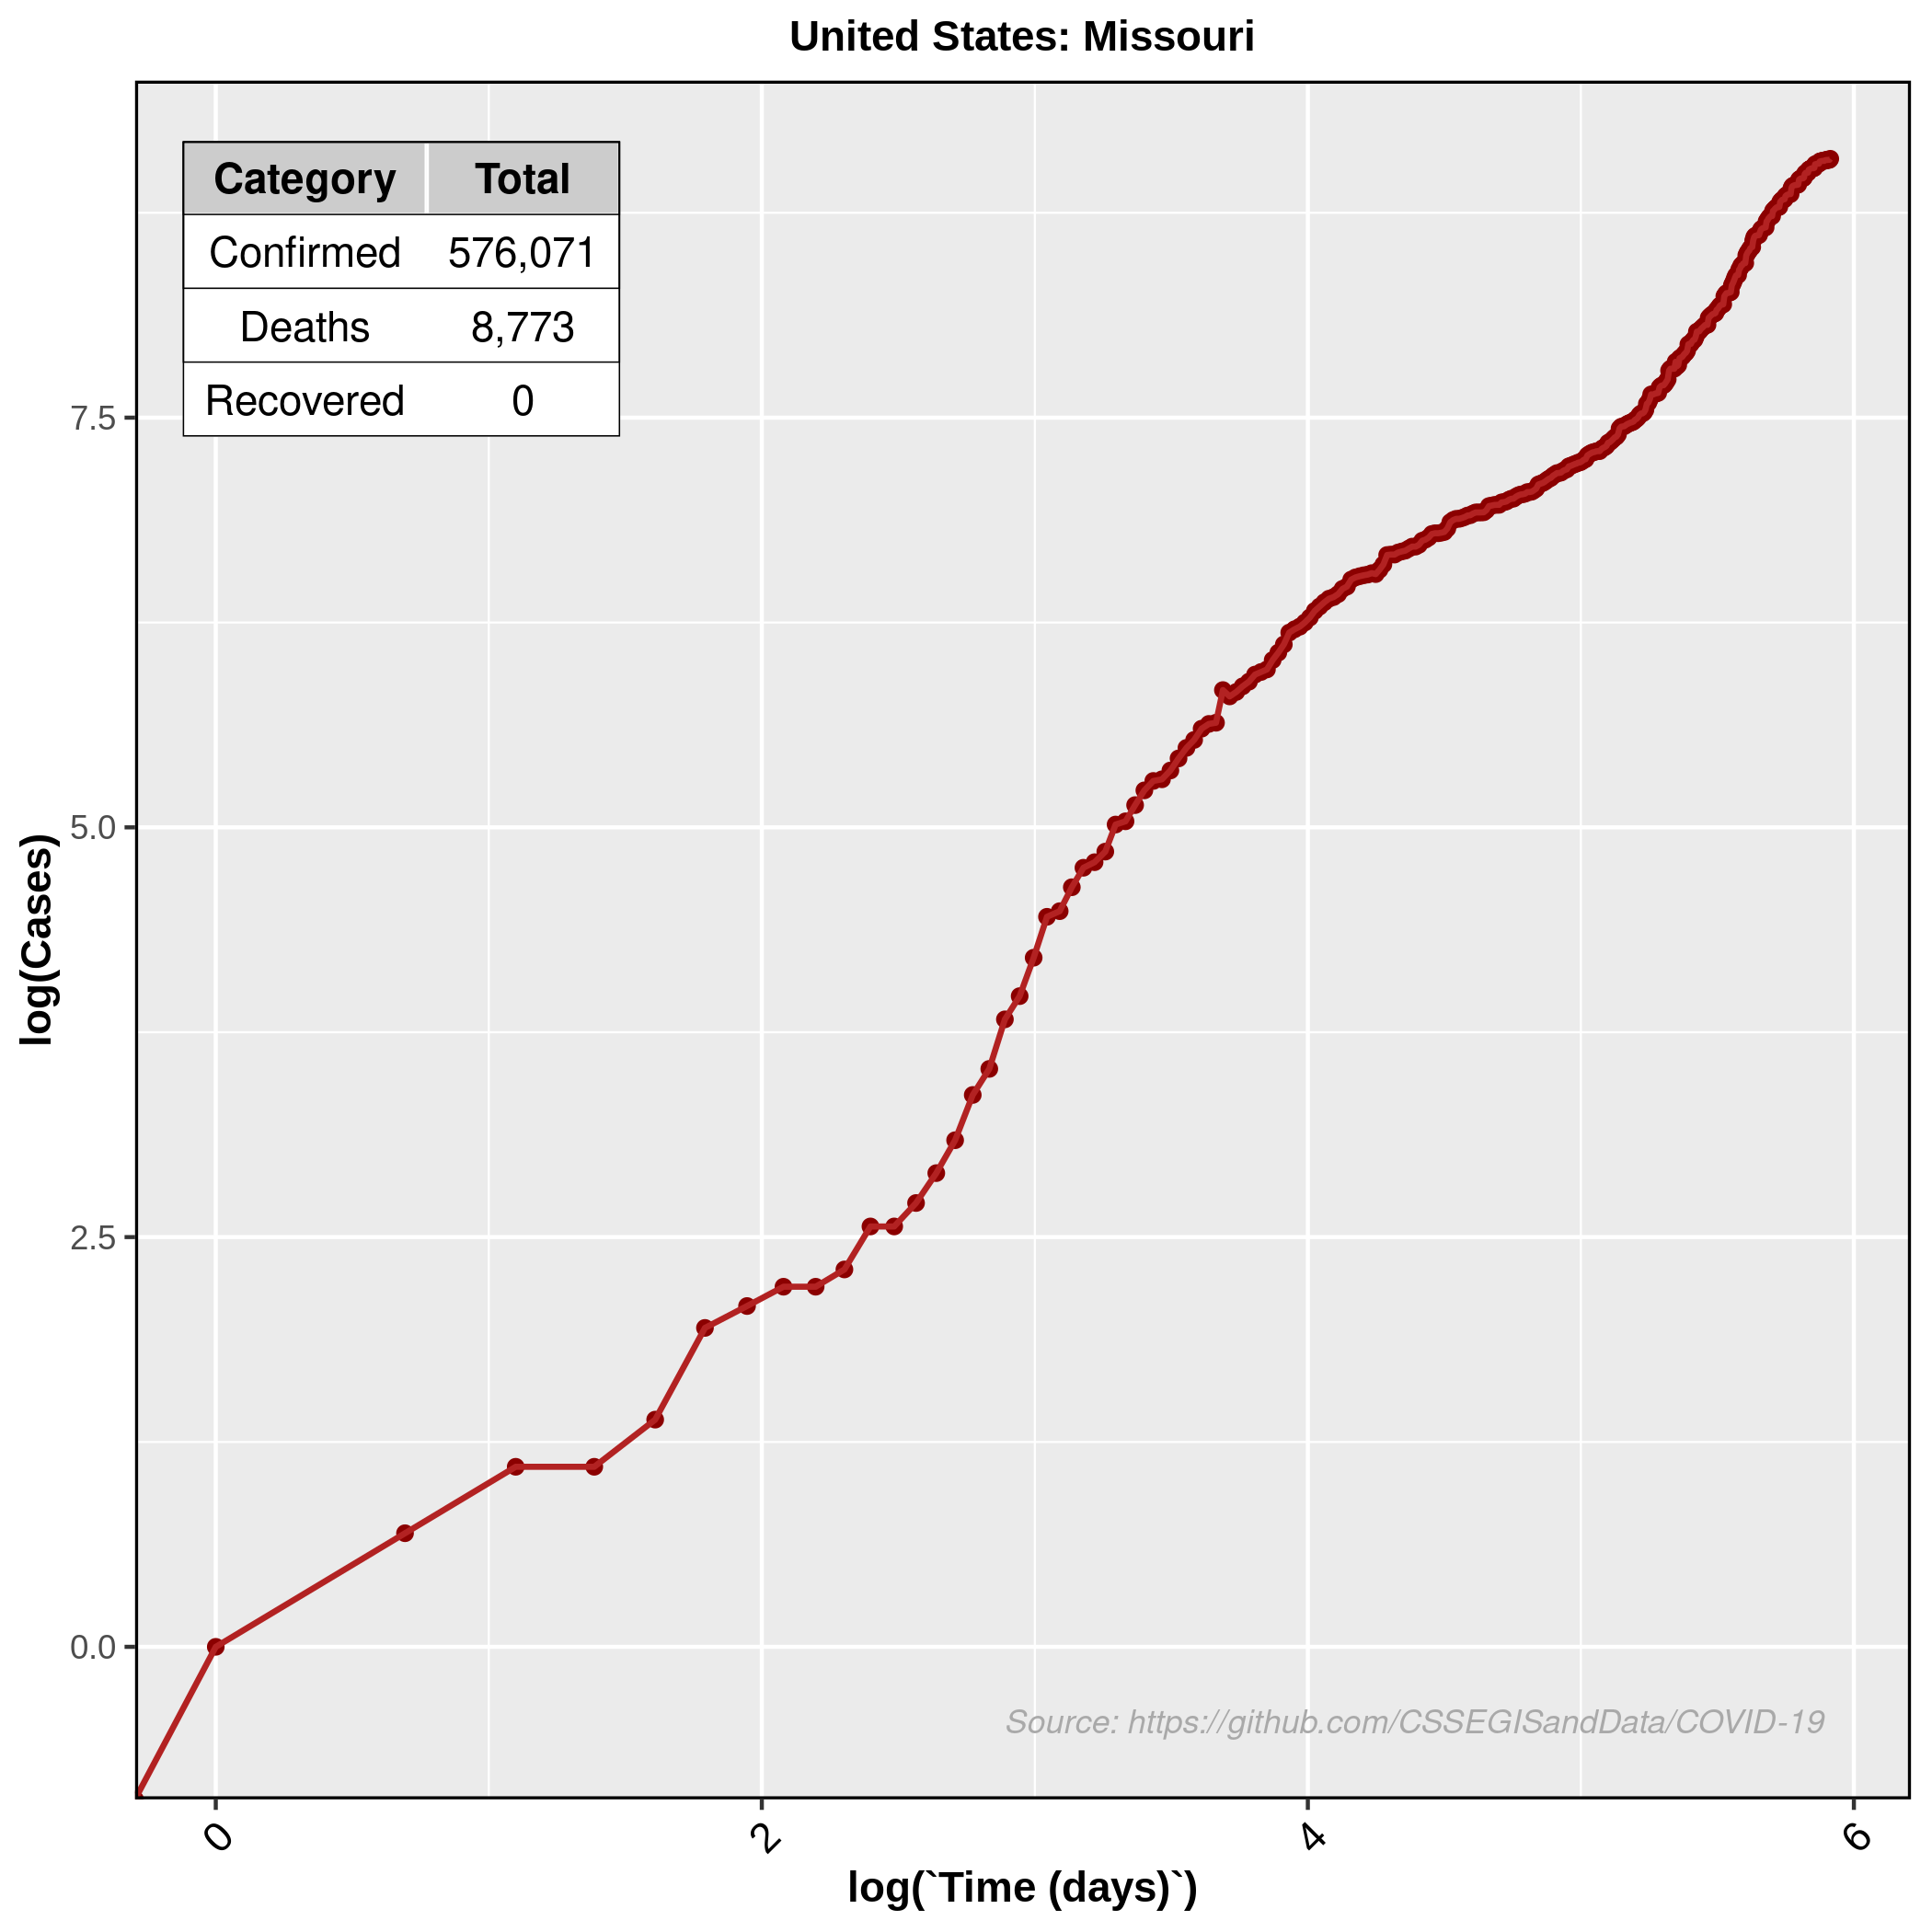 United States: Missouri
Category Total
Confirmed 576,071
Deaths 8,773
Recovered 0
7.5
5.0
2.5
0.0
log(Cases)
Source: https://github.com/CSSEGISandData/COVID-19
0 2 4 6
log(`Time (days)`)